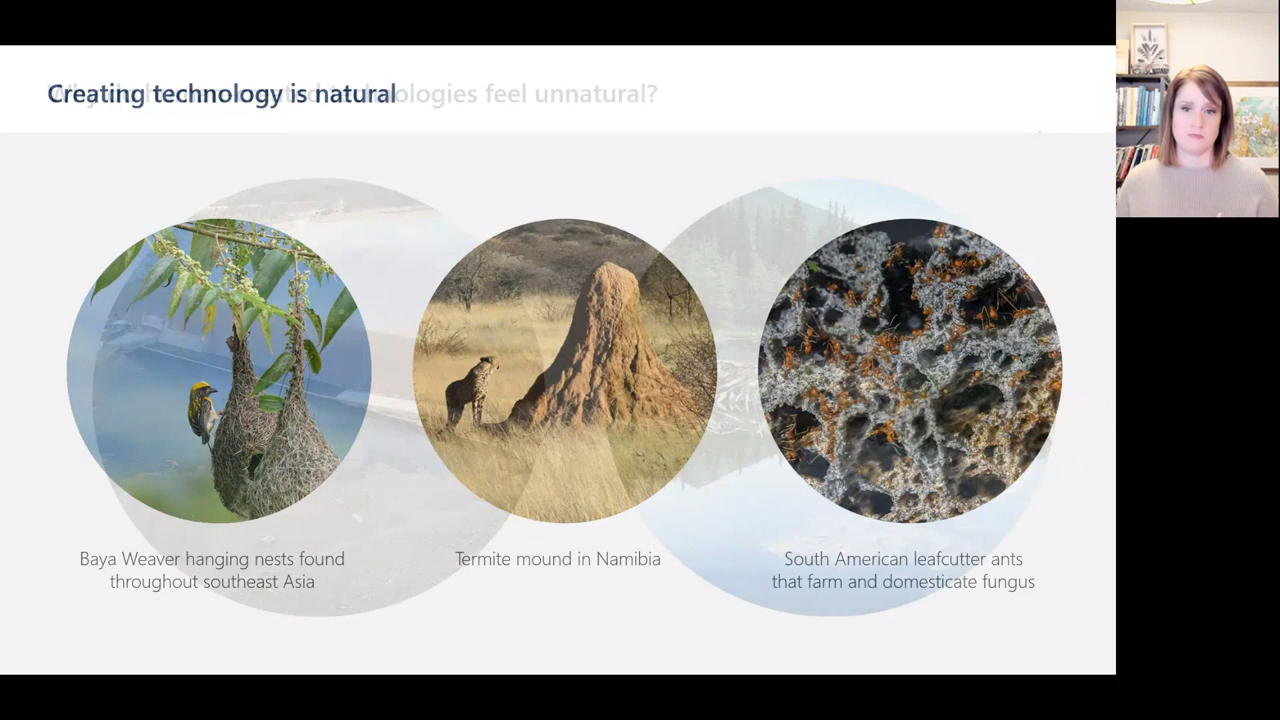 Creating technology is natural
technologies feel unnatural?
Baya Weaver hanging nests found
throughout southeast Asia
Termite mound in Namibia
South American leafcutter ants
that farm and domesticate fungus